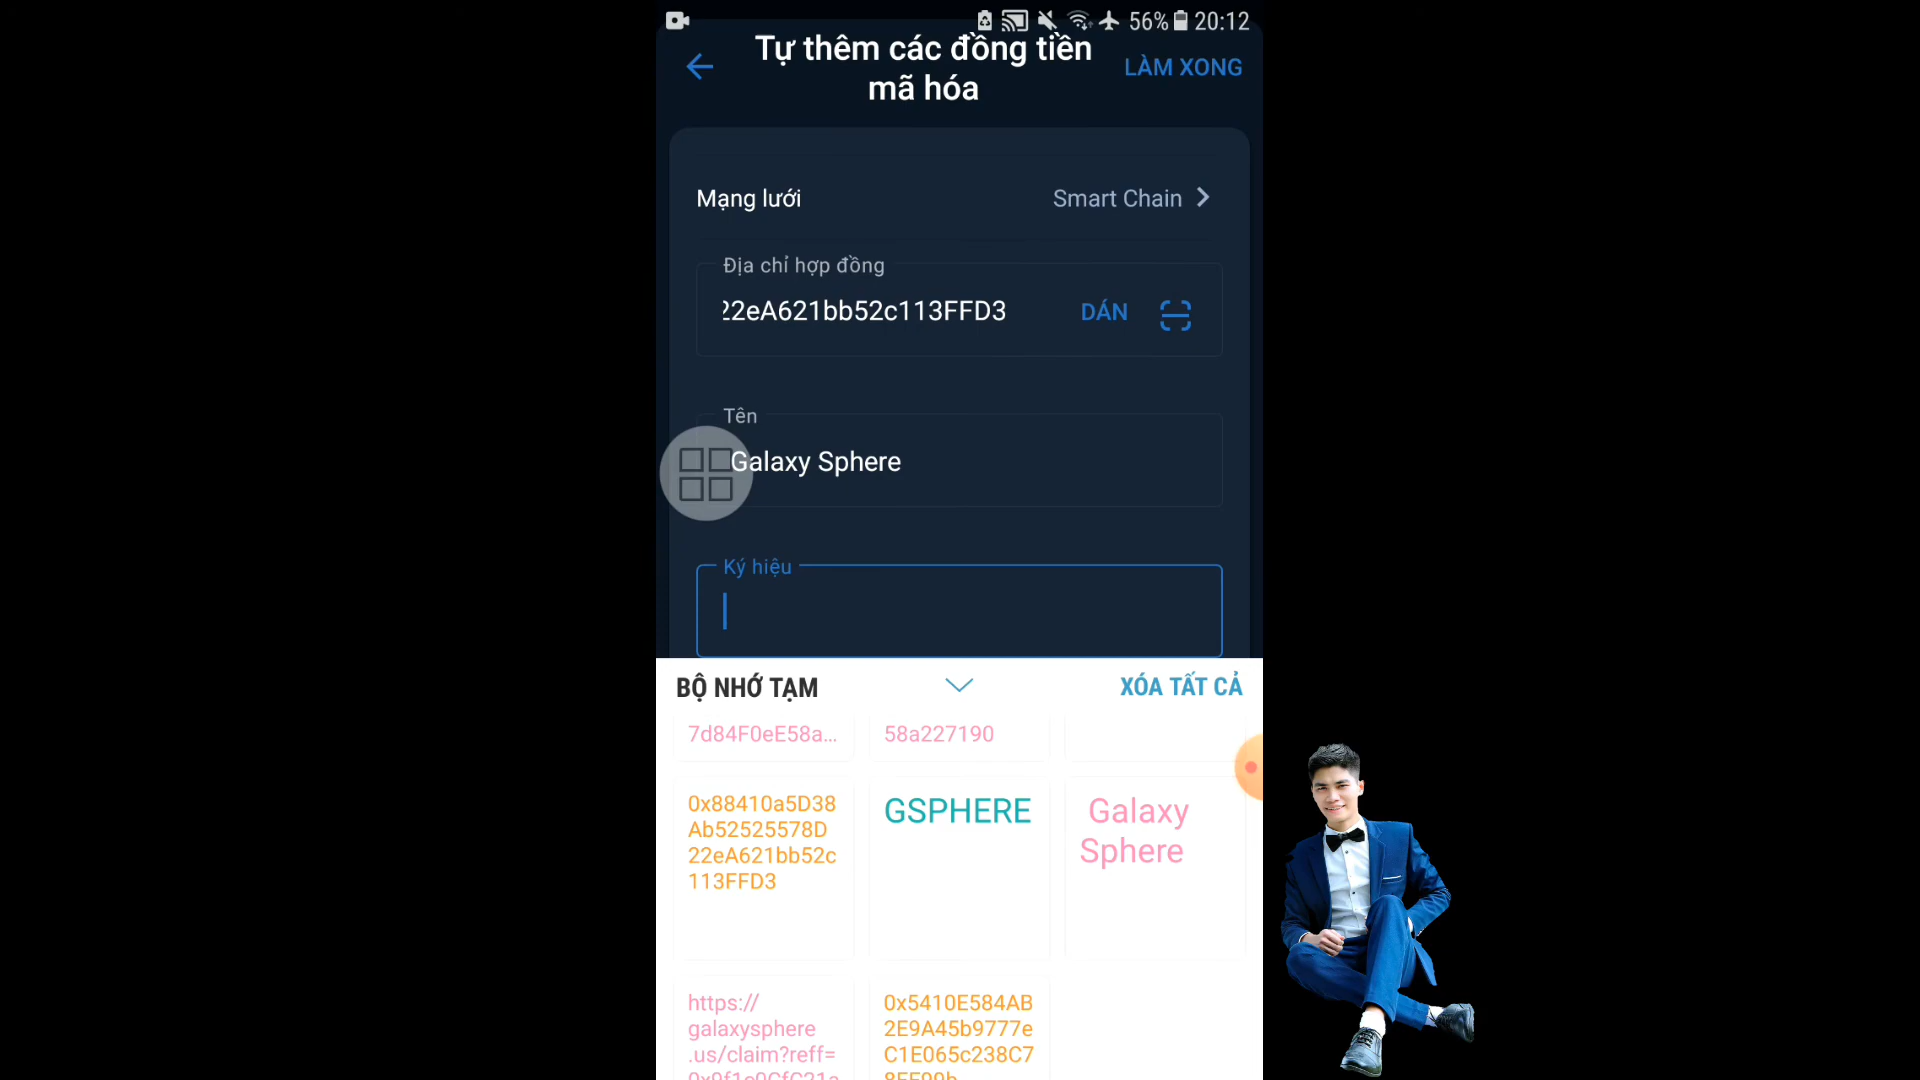 56% 20:12
Tự thêm các đồng tiền
mã hóa
LÀM XONG
Mạng lưới
Smart Chain
Địa chỉ hợp đồng
22eA621bb52c113FFD3
DÁN
Tên
Galaxy Sphere
Ký hiệu
BỘ NHỚ TẠM
XÓA TẤT CẢ
7d84F0eE58a...
58a227190
0x88410a5D38
Ab52525578D
22eA621bb52c
113FFD3
GSPHERE
Galaxy
Sphere
https://
galaxysphere
.us/claim?reff=
0x5410E584AB
2E9A45b9777e
C1E065c238C7